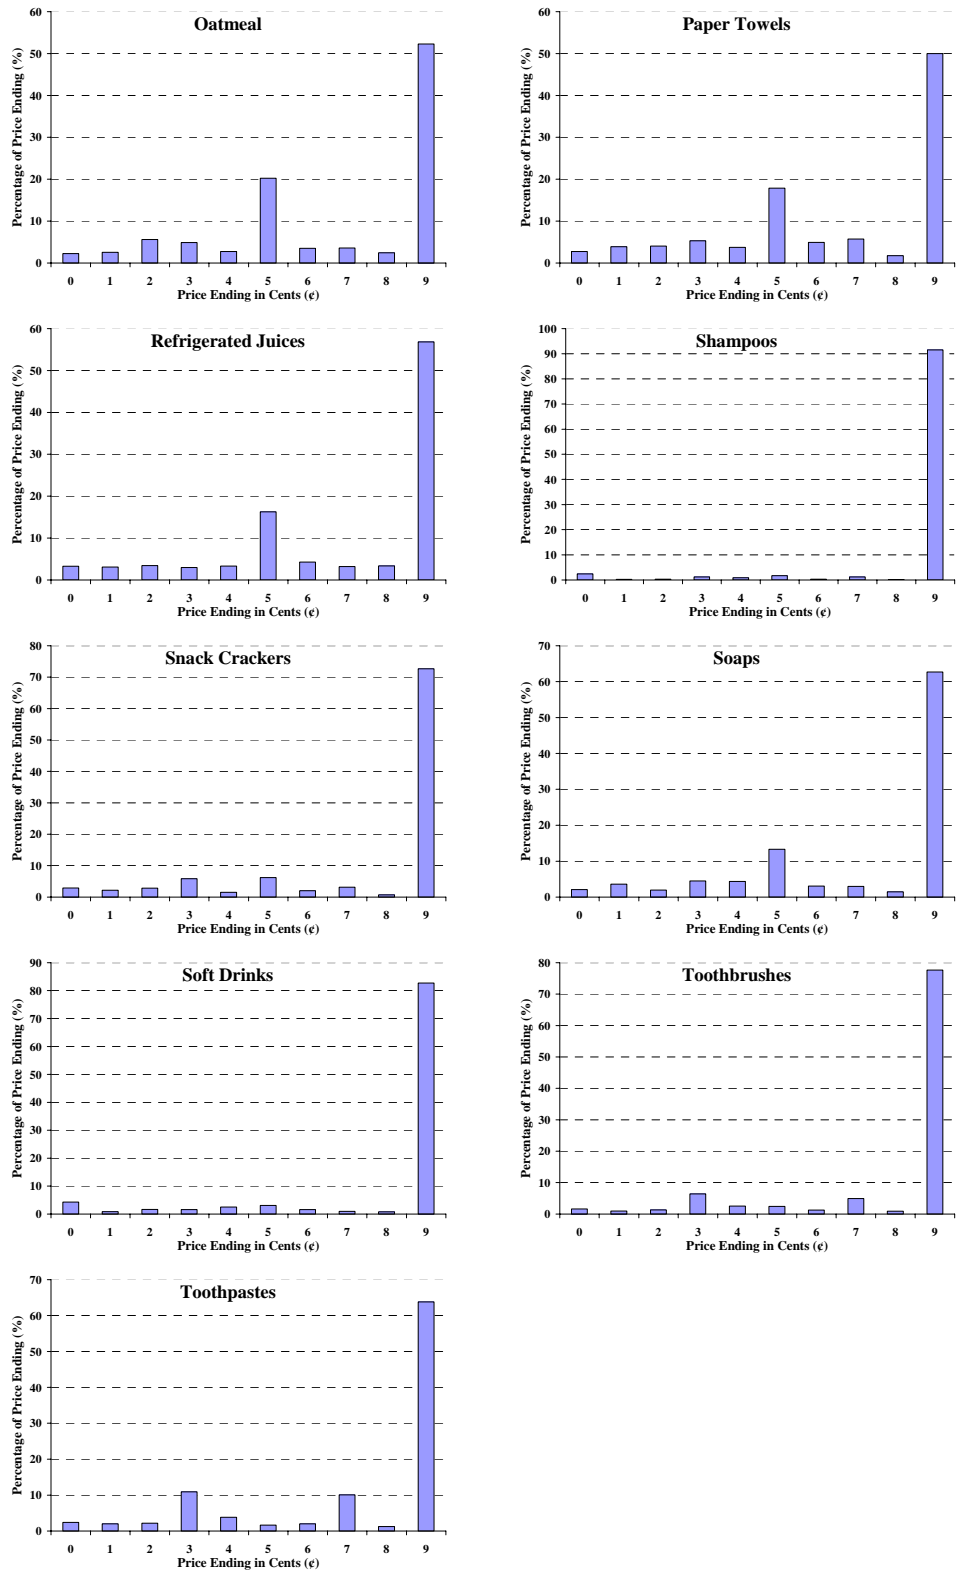 Oatmeal
Percentage of Price Ending (%)
60
50
40
30
20
10
0
0 1 2 3 4 5 6 7 8 9
Price Ending in Cents (¢)
Paper Towels
Percentage of Price Ending (%)
60
50
40
30
20
10
0
0 1 2 3 4 5 6 7 8 9
Price Ending in Cents (¢)
Refrigerated Juices
Percentage of Price Ending (%)
60
50
40
30
20
10
0
0 1 2 3 4 5 6 7 8 9
Price Ending in Cents (¢)
Shampoos
Percentage of Price Ending (%)
100
90
80
70
60
50
40
30
20
10
0
0 1 2 3 4 5 6 7 8 9
Price Ending in Cents (¢)
Snack Crackers
Percentage of Price Ending (%)
80
70
60
50
40
30
20
10
0
0 1 2 3 4 5 6 7 8 9
Price Ending in Cents (¢)
Soaps
Percentage of Price Ending (%)
70
60
50
40
30
20
10
0
0 1 2 3 4 5 6 7 8 9
Price Ending in Cents (¢)
Soft Drinks
Percentage of Price Ending (%)
90
80
70
60
50
40
30
20
10
0
0 1 2 3 4 5 6 7 8 9
Price Ending in Cents (¢)
Toothbrushes
Percentage of Price Ending (%)
80
70
60
50
40
30
20
10
0
0 1 2 3 4 5 6 7 8 9
Price Ending in Cents (¢)
Toothpastes
Percentage of Price Ending (%)
70
60
50
40
30
20
10
0
0 1 2 3 4 5 6 7 8 9
Price Ending in Cents (¢)